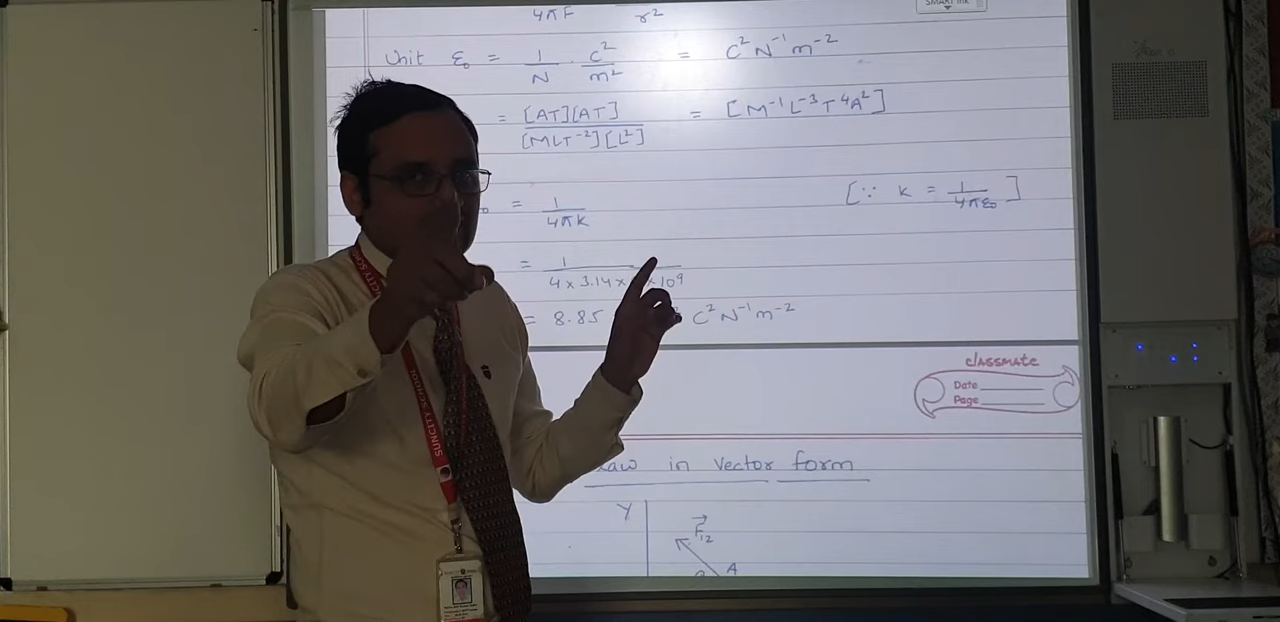 SMART Ink
4πF r²
Unit ε₀ = 1/N · C²/m² = C² N⁻¹ m⁻²
= [AT][AT]/[MLT⁻²][L²] = [M⁻¹ L⁻³ T⁴ A²]
= 1/4πK [∵ K = 1/4πε₀]
= 1/4 × 3.14 × × 10⁹
= 8.85 C² N⁻¹ m⁻²
classmate
Date
Page
Law in Vector form
Y
F⃗₁₂
A
SUNCITY SCHOOL